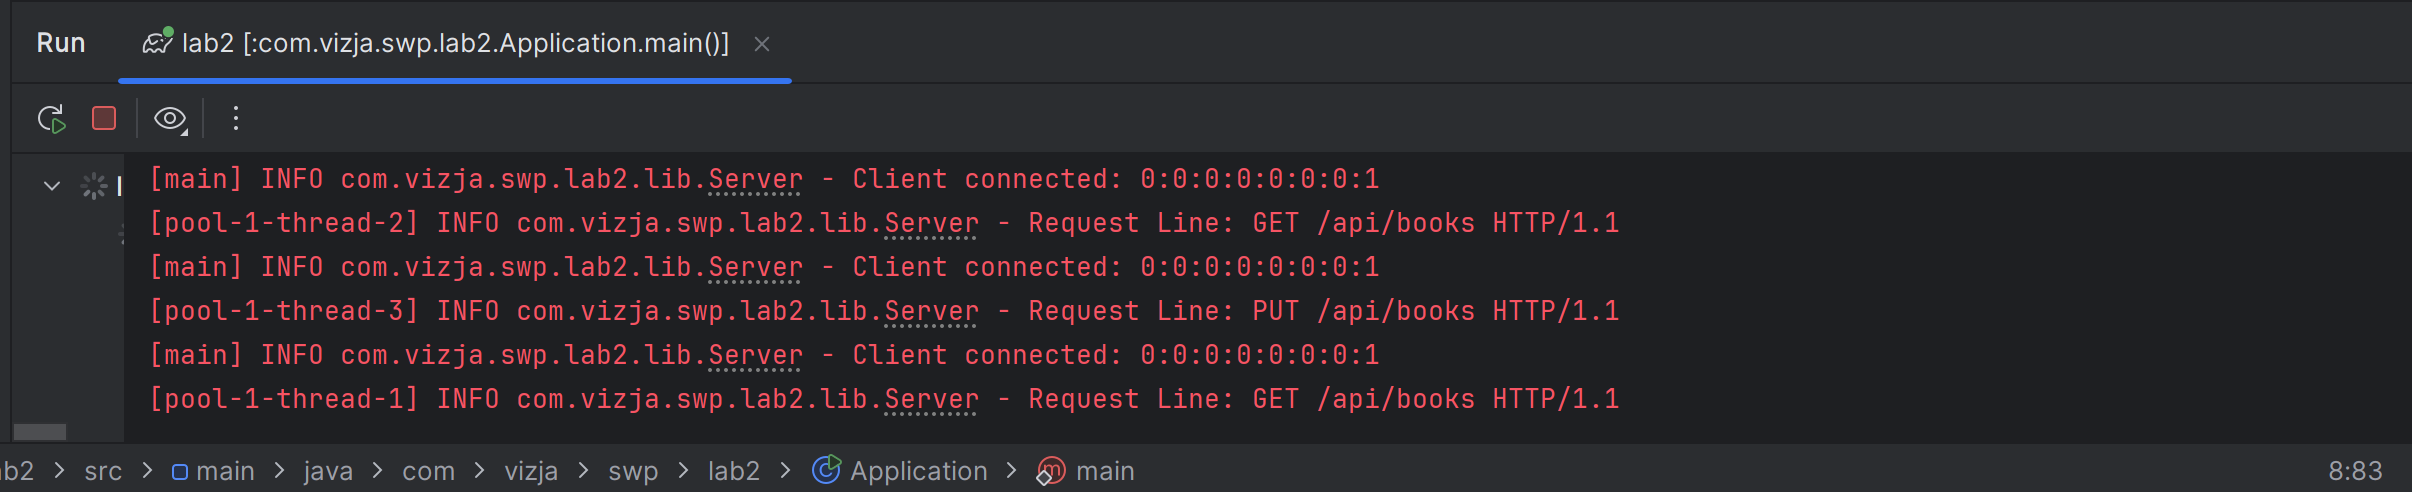 Run lab2 [:com.vizja.swp.lab2.Application.main()]
[main] INFO com.vizja.swp.lab2.lib.Server - Client connected: 0:0:0:0:0:0:0:1
[pool-1-thread-2] INFO com.vizja.swp.lab2.lib.Server - Request Line: GET /api/books HTTP/1.1
[main] INFO com.vizja.swp.lab2.lib.Server - Client connected: 0:0:0:0:0:0:0:1
[pool-1-thread-3] INFO com.vizja.swp.lab2.lib.Server - Request Line: PUT /api/books HTTP/1.1
[main] INFO com.vizja.swp.lab2.lib.Server - Client connected: 0:0:0:0:0:0:0:1
[pool-1-thread-1] INFO com.vizja.swp.lab2.lib.Server - Request Line: GET /api/books HTTP/1.1
b2 > src > main > java > com > vizja > swp > lab2 > Application > main 8:83